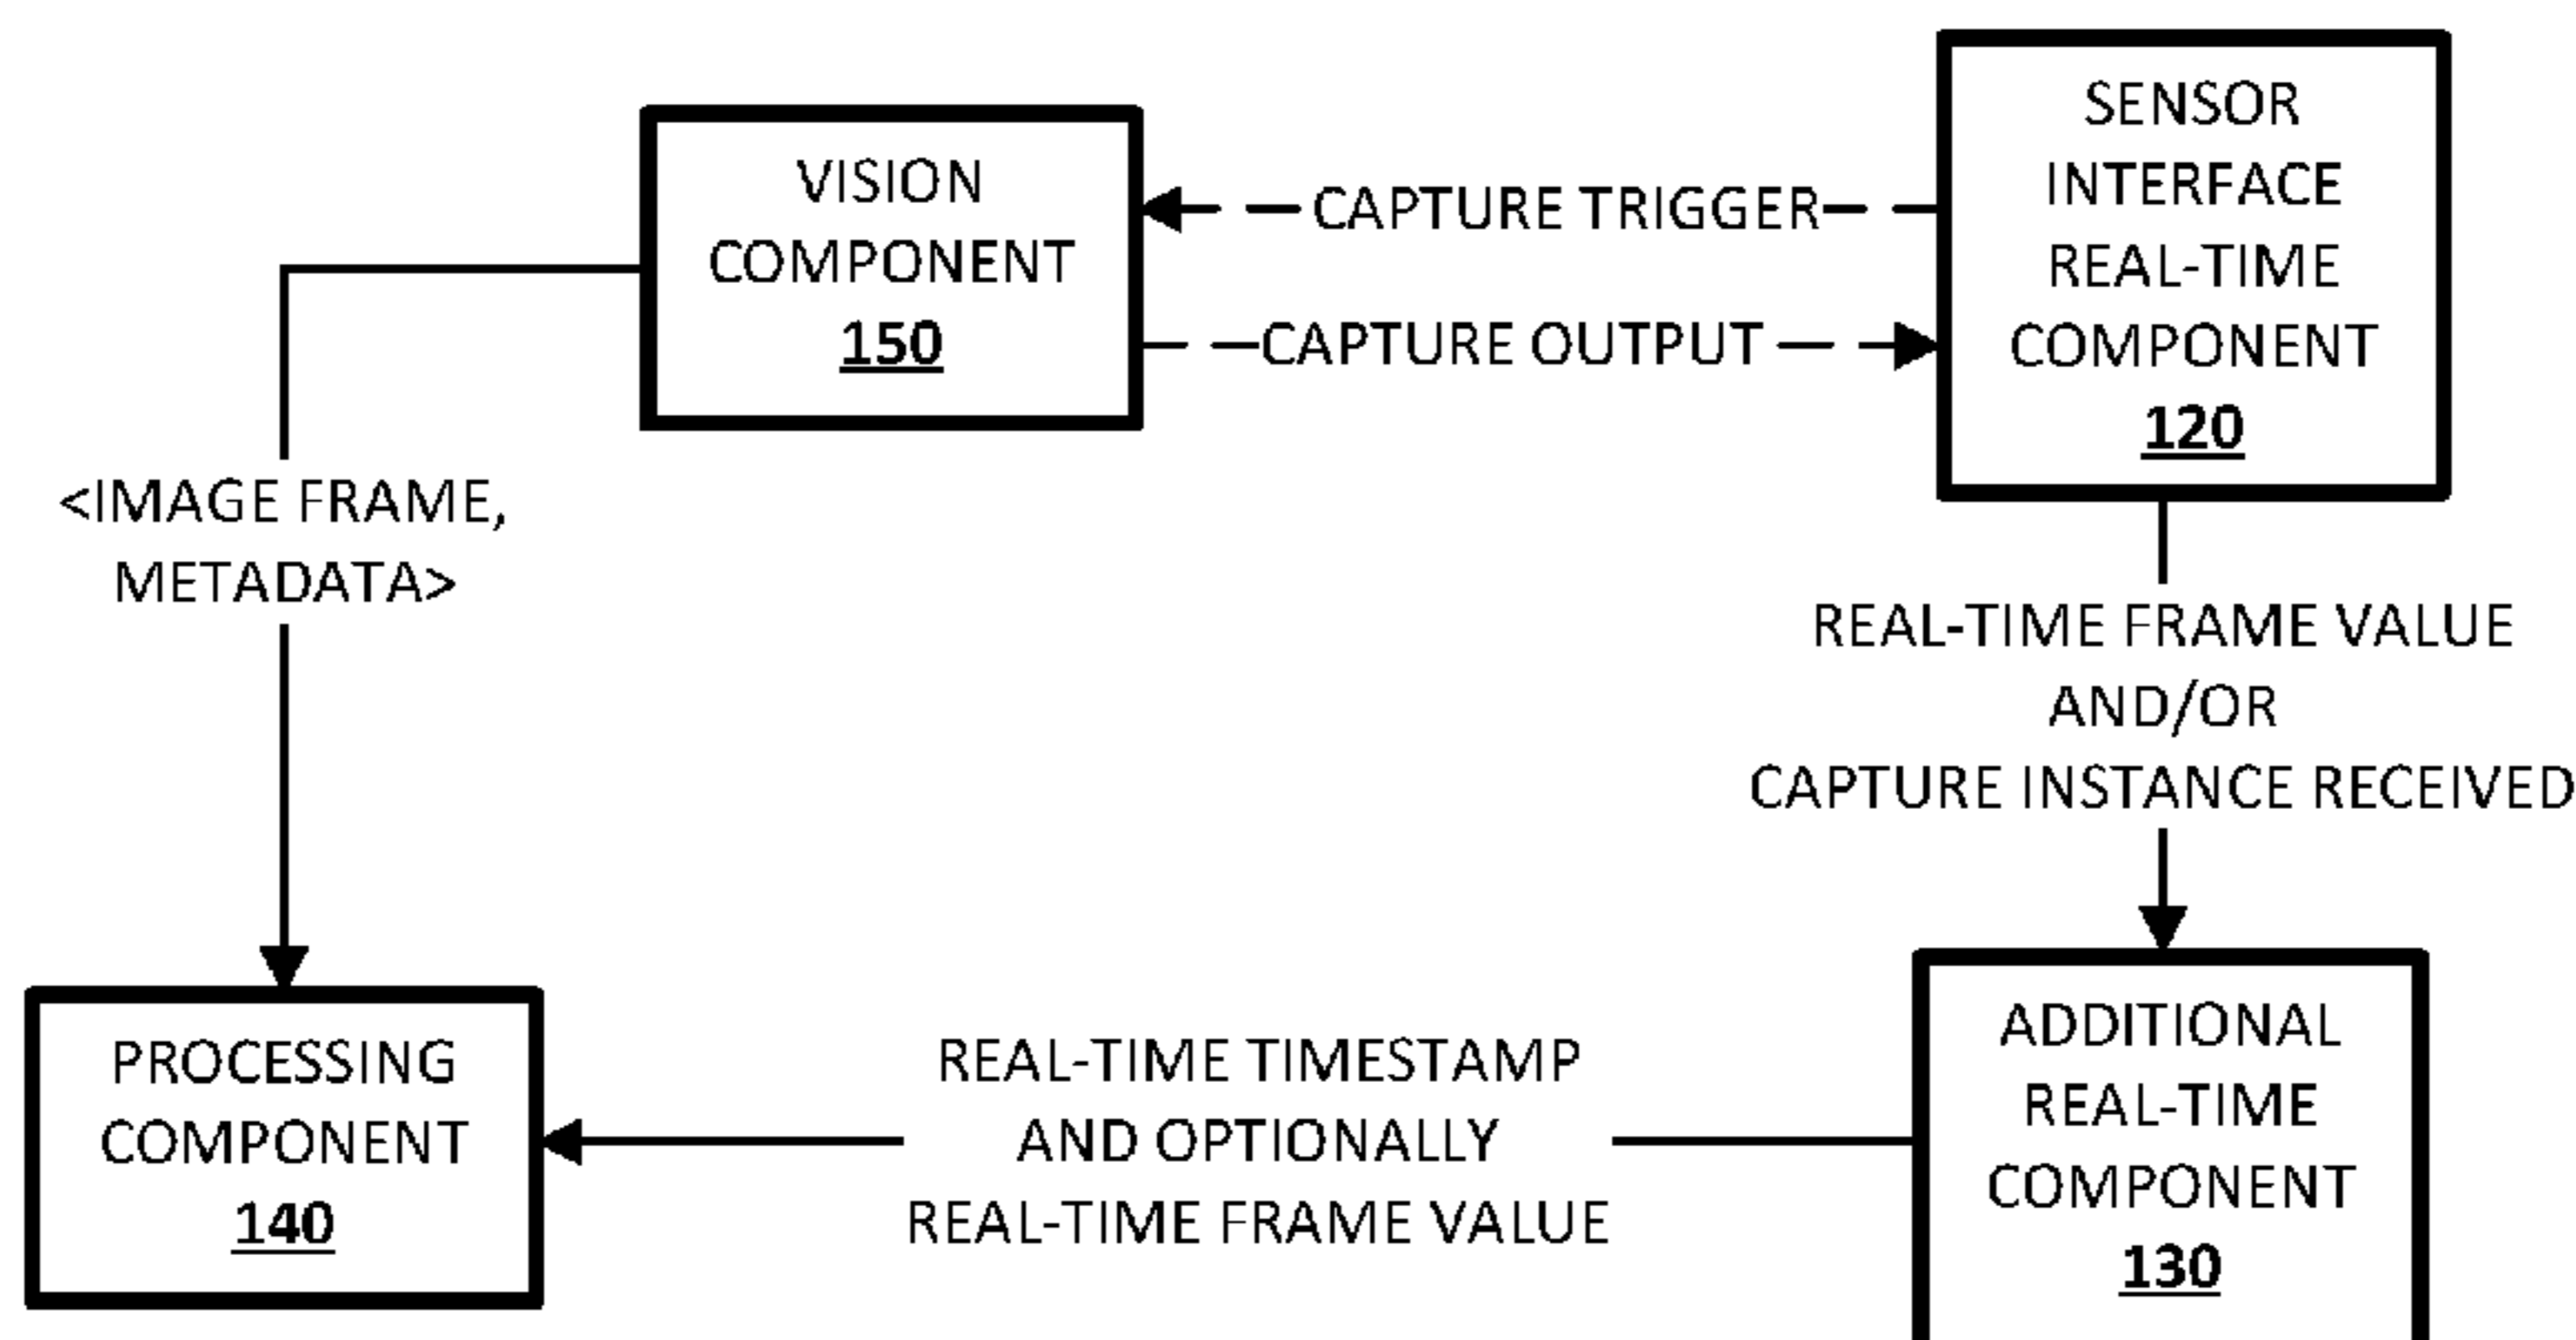 VISION
COMPONENT
150
CAPTURE TRIGGER
CAPTURE OUTPUT
SENSOR
INTERFACE
REAL-TIME
COMPONENT
120
<IMAGE FRAME,
METADATA>
REAL-TIME FRAME VALUE
AND/OR
CAPTURE INSTANCE RECEIVED
PROCESSING
COMPONENT
140
REAL-TIME TIMESTAMP
AND OPTIONALLY
REAL-TIME FRAME VALUE
ADDITIONAL
REAL-TIME
COMPONENT
130